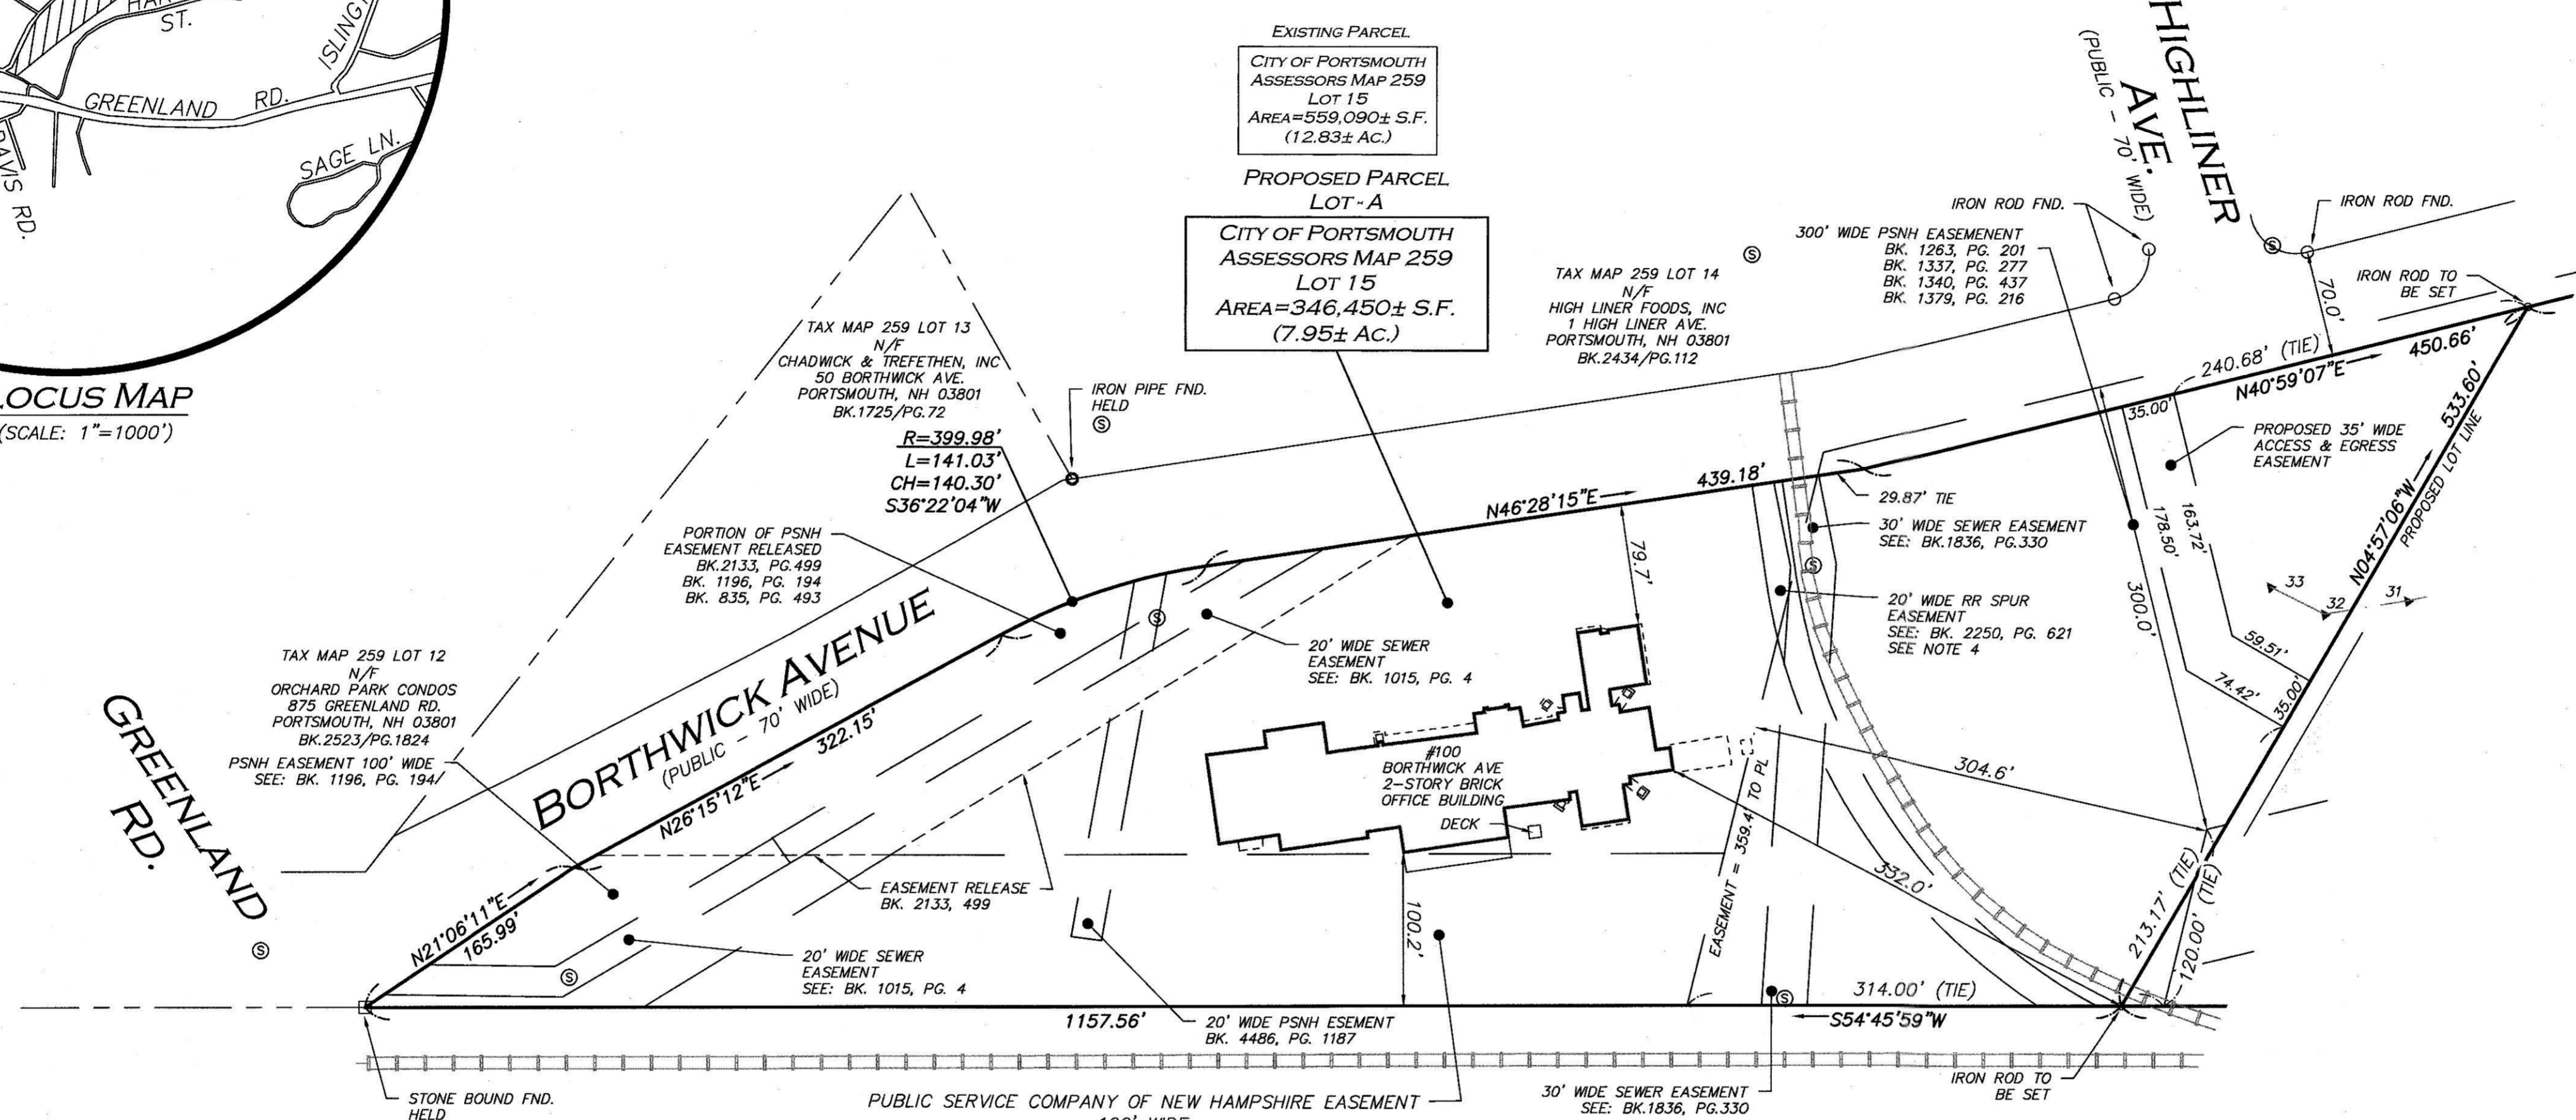 HAR
ST.
ISLING
GREENLAND RD.
DAVIS RD.
SAGE LN.
LOCUS MAP
(SCALE: 1"=1000')
EXISTING PARCEL
CITY OF PORTSMOUTH
ASSESSORS MAP 259
LOT 15
AREA=559,090± S.F.
(12.83± AC.)
PROPOSED PARCEL
LOT-A
CITY OF PORTSMOUTH
ASSESSORS MAP 259
LOT 15
AREA=346,450± S.F.
(7.95± AC.)
HIGHLINER
AVE.
(PUBLIC - 70' WIDE)
IRON ROD FND.
IRON ROD FND.
300' WIDE PSNH EASEMENENT
BK. 1263, PG. 201
BK. 1337, PG. 277
BK. 1340, PG. 437
BK. 1379, PG. 216
IRON ROD TO
BE SET
70.0'
TAX MAP 259 LOT 14
N/F
HIGH LINER FOODS, INC
1 HIGH LINER AVE.
PORTSMOUTH, NH 03801
BK.2434/PG.112
TAX MAP 259 LOT 13
N/F
CHADWICK & TREFETHEN, INC
50 BORTHWICK AVE.
PORTSMOUTH, NH 03801
BK.1725/PG.72
IRON PIPE FND.
HELD
S
S
S
R=399.98'
L=141.03'
CH=140.30'
S36°22'04"W
240.68' (TIE)
450.66'
N40°59'07"E
35.00'
533.60'
N04°57'06"W
PROPOSED LOT LINE
PROPOSED 35' WIDE
ACCESS & EGRESS
EASEMENT
439.18'
N46°28'15"E
29.87' TIE
30' WIDE SEWER EASEMENT
SEE: BK.1836, PG.330
178.50'
163.72'
300.0'
PORTION OF PSNH
EASEMENT RELEASED
BK.2133, PG.499
BK. 1196, PG. 194
BK. 835, PG. 493
79.7'
S
S
20' WIDE RR SPUR
EASEMENT
SEE: BK. 2250, PG. 621
SEE NOTE 4
33
32
31
59.51'
74.42'
35.00'
20' WIDE SEWER
EASEMENT
SEE: BK. 1015, PG. 4
TAX MAP 259 LOT 12
N/F
ORCHARD PARK CONDOS
875 GREENLAND RD.
PORTSMOUTH, NH 03801
BK.2523/PG.1824
PSNH EASEMENT 100' WIDE
SEE: BK. 1196, PG. 194
GREENLAND
RD.
BORTHWICK AVENUE
(PUBLIC - 70' WIDE)
322.15'
N26°15'12"E
#100
BORTHWICK AVE
2-STORY BRICK
OFFICE BUILDING
DECK
304.6'
EASEMENT = 359.4' TO PL
332.0'
213.17' (TIE)
120.00' (TIE)
EASEMENT RELEASE
BK. 2133, 499
100.2'
N21°06'11"E
165.99'
S
S
20' WIDE SEWER
EASEMENT
SEE: BK. 1015, PG. 4
S
314.00' (TIE)
S54°45'59"W
1157.56'
20' WIDE PSNH ESEMENT
BK. 4486, PG. 1187
STONE BOUND FND.
HELD
PUBLIC SERVICE COMPANY OF NEW HAMPSHIRE EASEMENT
30' WIDE SEWER EASEMENT
SEE: BK.1836, PG.330
IRON ROD TO
BE SET